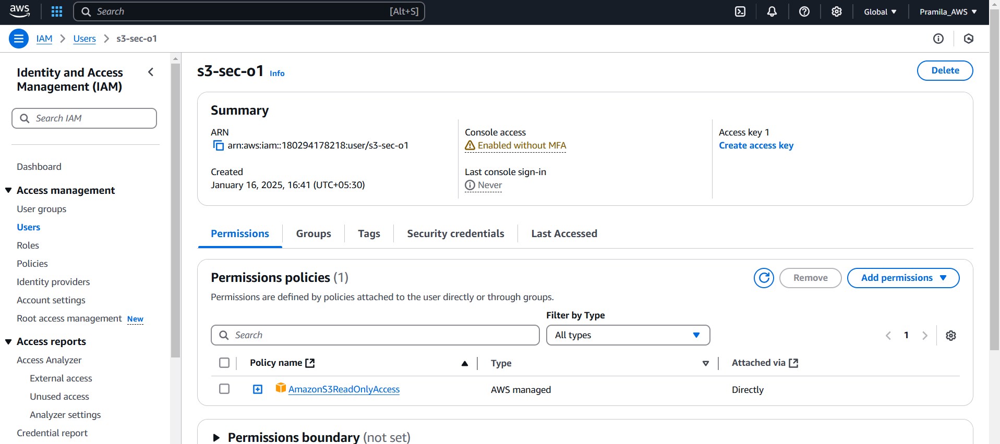 aws
Search [Alt+S] Global Pramila_AWS
IAM Users s3-sec-o1
Identity and Access
Management (IAM)
Search IAM
Dashboard
Access management
User groups
Users
Roles
Policies
Identity providers
Account settings
Root access management New
Access reports
Access Analyzer
External access
Unused access
Analyzer settings
Credential report
s3-sec-o1 Info
Delete
Summary
ARN
arn:aws:iam::180294178218:user/s3-sec-o1
Created
January 16, 2025, 16:41 (UTC+05:30)
Console access
Enabled without MFA
Last console sign-in
Never
Access key 1
Create access key
Permissions Groups Tags Security credentials Last Accessed
Permissions policies (1)
Remove Add permissions
Permissions are defined by policies attached to the user directly or through groups.
Filter by Type
Search All types 1
Policy name Type Attached via
AmazonS3ReadOnlyAccess AWS managed Directly
Permissions boundary (not set)